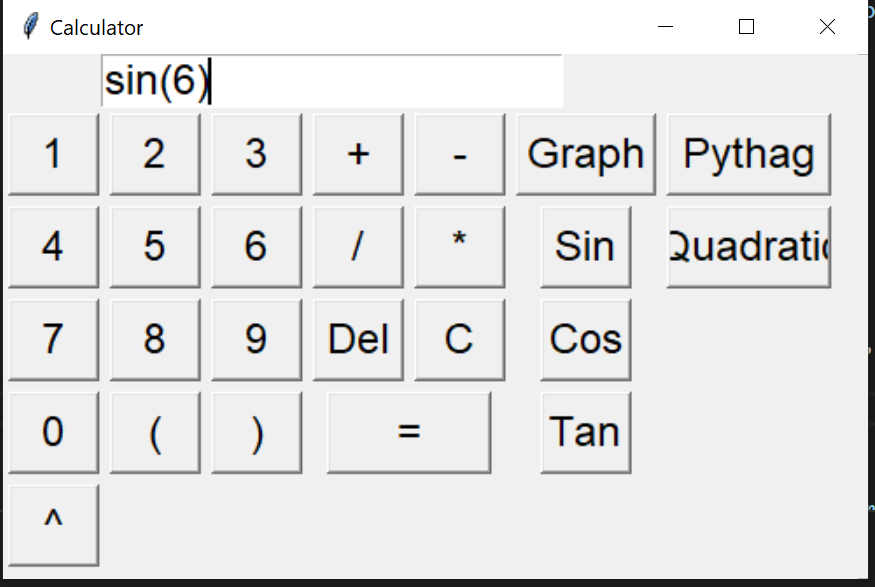 Calculator
sin(6)
1 2 3 + - Graph Pythag
4 5 6 / * Sin Quadratic
7 8 9 Del C Cos
0 ( ) = Tan
^